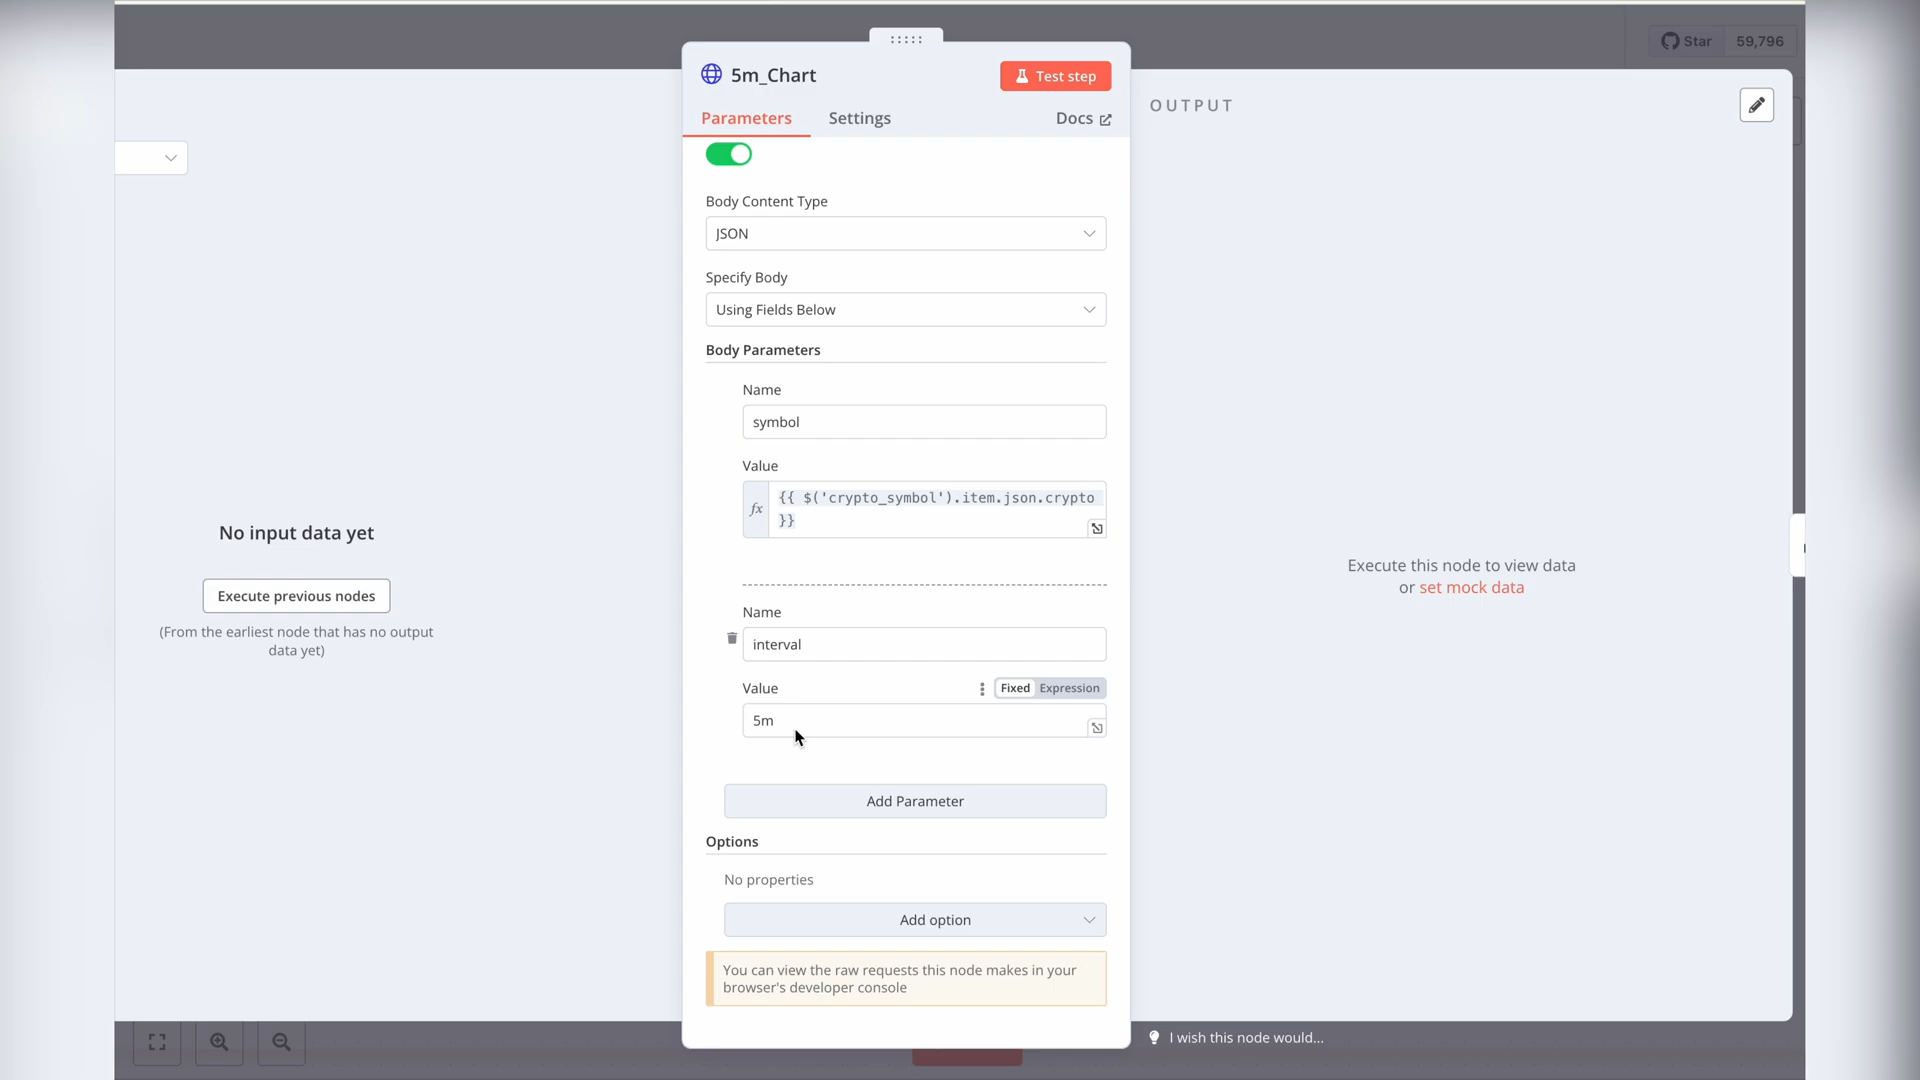 Star 59,796
5m_Chart
Test step
Parameters
Settings
Docs
OUTPUT
Body Content Type
JSON
Specify Body
Using Fields Below
Body Parameters
Name
symbol
Value
fx
{{ $('crypto_symbol').item.json.crypto
}}
No input data yet
Execute previous nodes
(From the earliest node that has no output
data yet)
Execute this node to view data
or set mock data
Name
interval
Value
Fixed Expression
5m
Add Parameter
Options
No properties
Add option
You can view the raw requests this node makes in your
browser's developer console
I wish this node would...